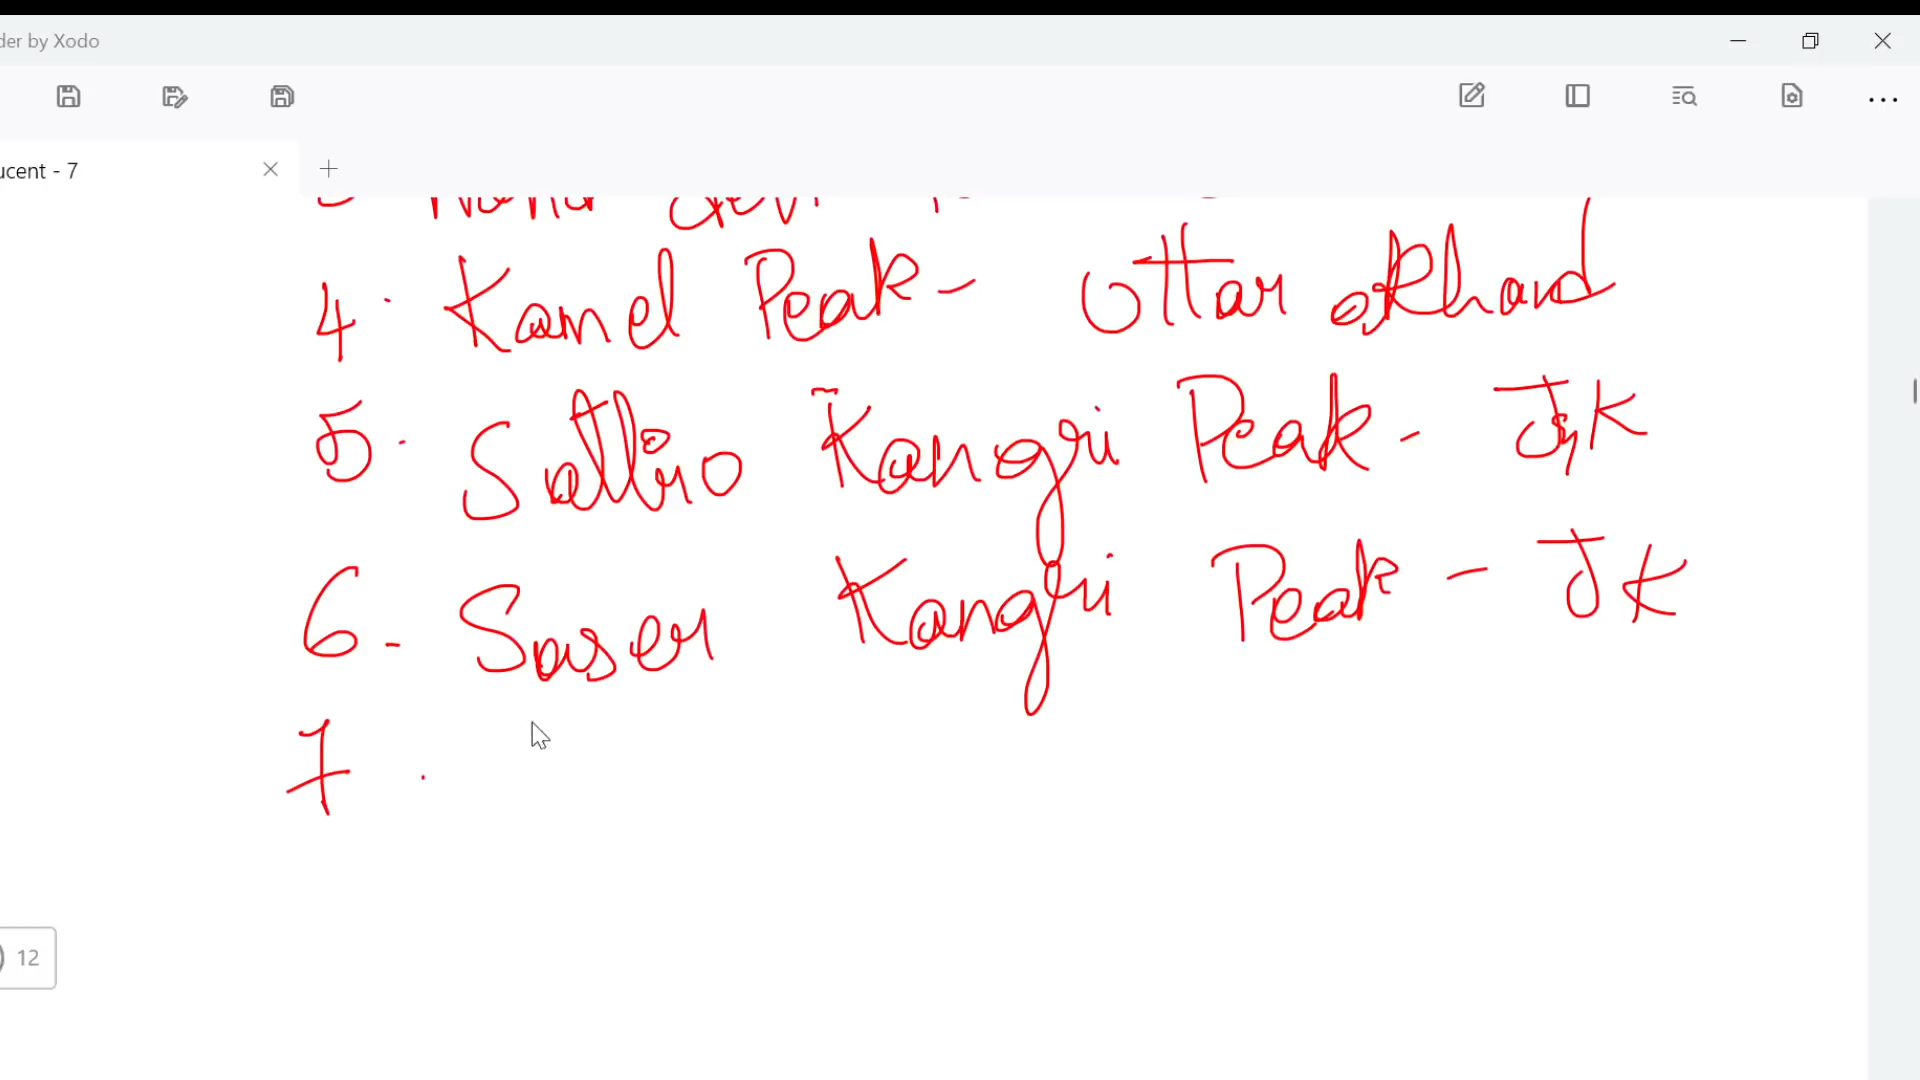 der by Xodo
ucent - 7
4. Kamel Peak - Uttarakhand
5. Saltiro Kangri Peak - J&K
6 - Saser Kangri Peak - JK
7.
12